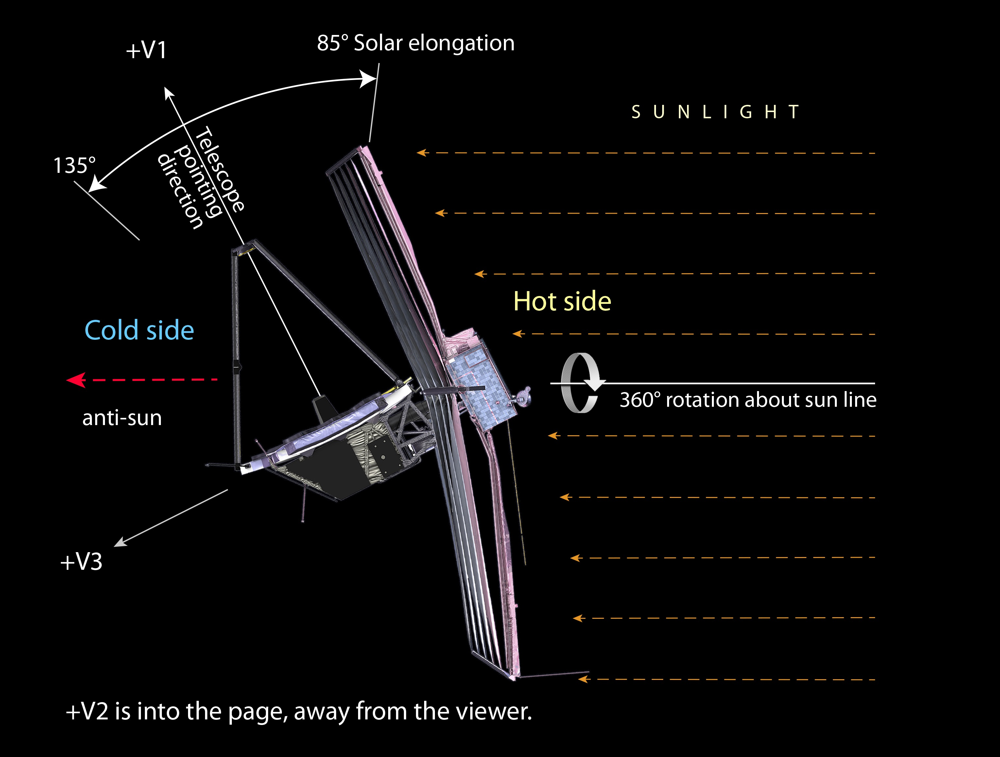 85° Solar elongation
+V1
SUNLIGHT
Telescope
pointing
direction
135°
Hot side
Cold side
360° rotation about sun line
anti-sun
+V3
+V2 is into the page, away from the viewer.